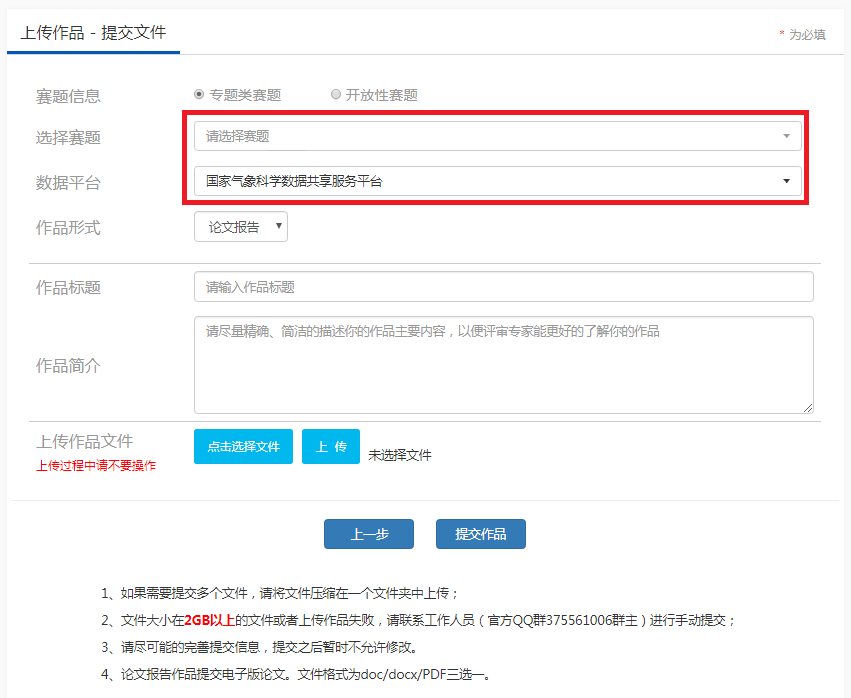 上传作品 - 提交文件
* 为必填
赛题信息 专题类赛题 开放性赛题
选择赛题 请选择赛题
数据平台 国家气象科学数据共享服务平台
作品形式 论文报告
作品标题 请输入作品标题
请尽量精确、简洁的描述你的作品主要内容，以便评审专家能更好的了解你的作品
作品简介
上传作品文件 点击选择文件 上 传 未选择文件
上传过程中请不要操作
上一步 提交作品
1、如果需要提交多个文件，请将文件压缩在一个文件夹中上传；
2、文件大小在2GB以上的文件或者上传作品失败，请联系工作人员（官方QQ群375561006群主）进行手动提交；
3、请尽可能的完善提交信息，提交之后暂时不允许修改。
4、论文报告作品提交电子版论文。文件格式为doc/docx/PDF三选一。